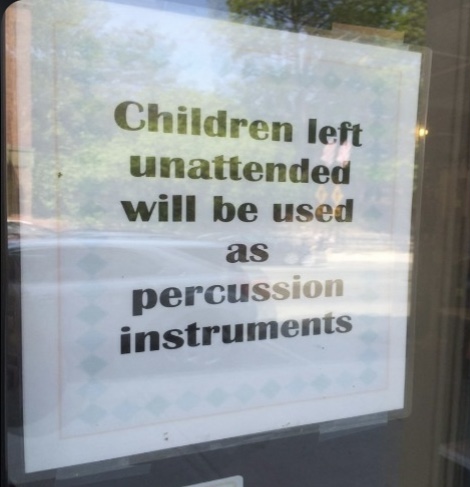 Children left
unattended
will be used
as
percussion
instruments